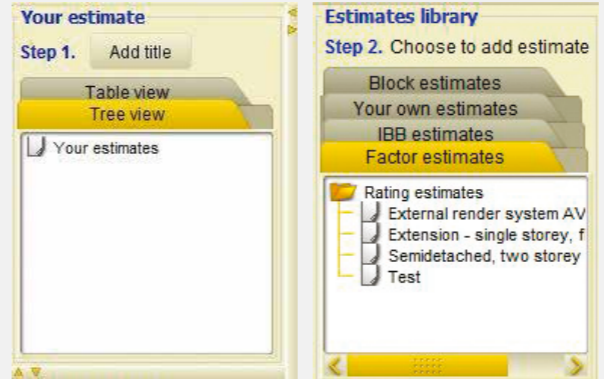 Your estimate
Step 1.
Add title
Table view
Tree view
Your estimates
Estimates library
Step 2. Choose to add estimate
Block estimates
Your own estimates
IBB estimates
Factor estimates
Rating estimates
External render system AV
Extension - single storey, f
Semidetached, two storey
Test